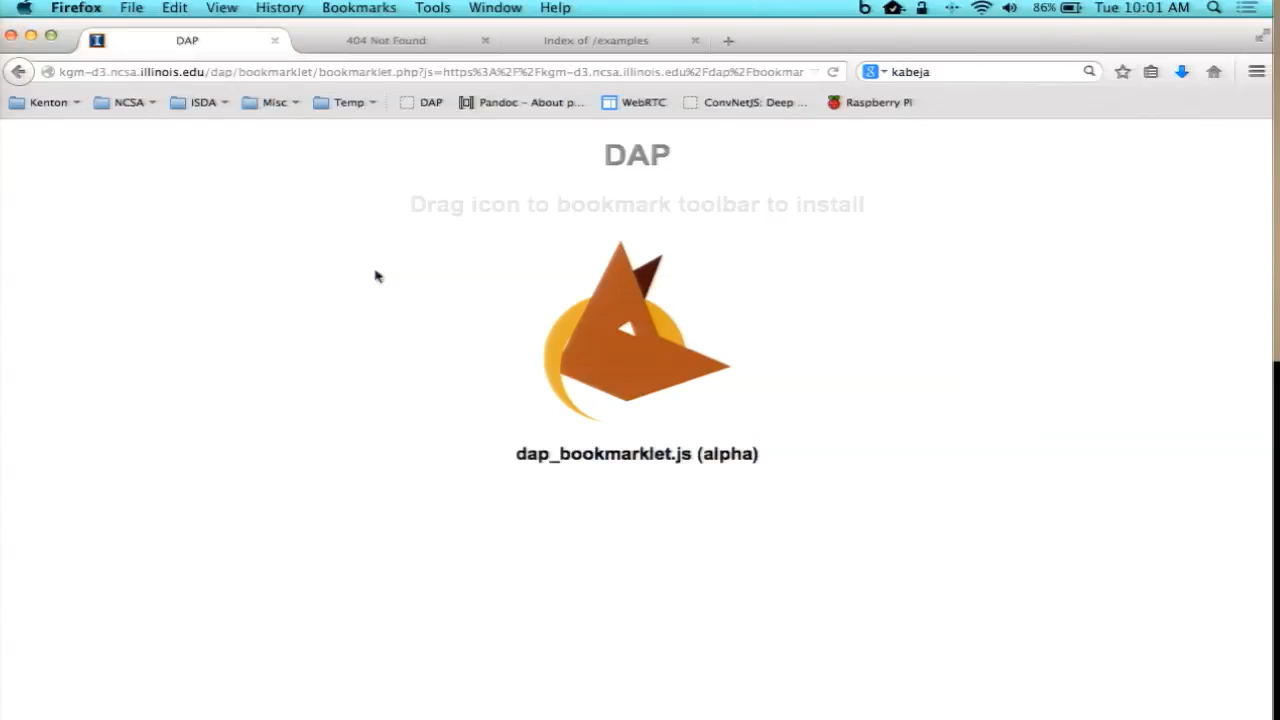 Firefox File Edit View History Bookmarks Tools Window Help 86% Tue 10:01 AM
DAP 404 Not Found Index of /examples
kgm-d3.ncsa.illinois.edu/dap/bookmarklet/bookmarklet.php?js=https%3A%2F%2Fkgm-d3.ncsa.illinois.edu%2Fdap%2Fbookmar kabeja
Kenton NCSA ISDA Misc Temp DAP Pandoc - About p... WebRTC ConvNetJS: Deep ... Raspberry Pi
DAP
Drag icon to bookmark toolbar to install
dap_bookmarklet.js (alpha)